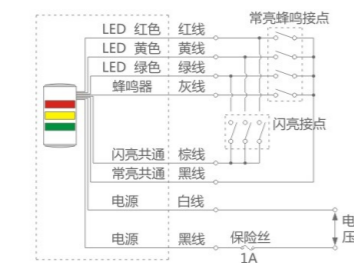 常亮蜂鸣接点
LED 红色 红线
LED 黄色 黄线
LED 绿色 绿线
蜂鸣器 灰线
闪亮接点
闪亮共通 棕线
常亮共通 黑线
电源 白线
电压
电源 黑线 保险丝
1A